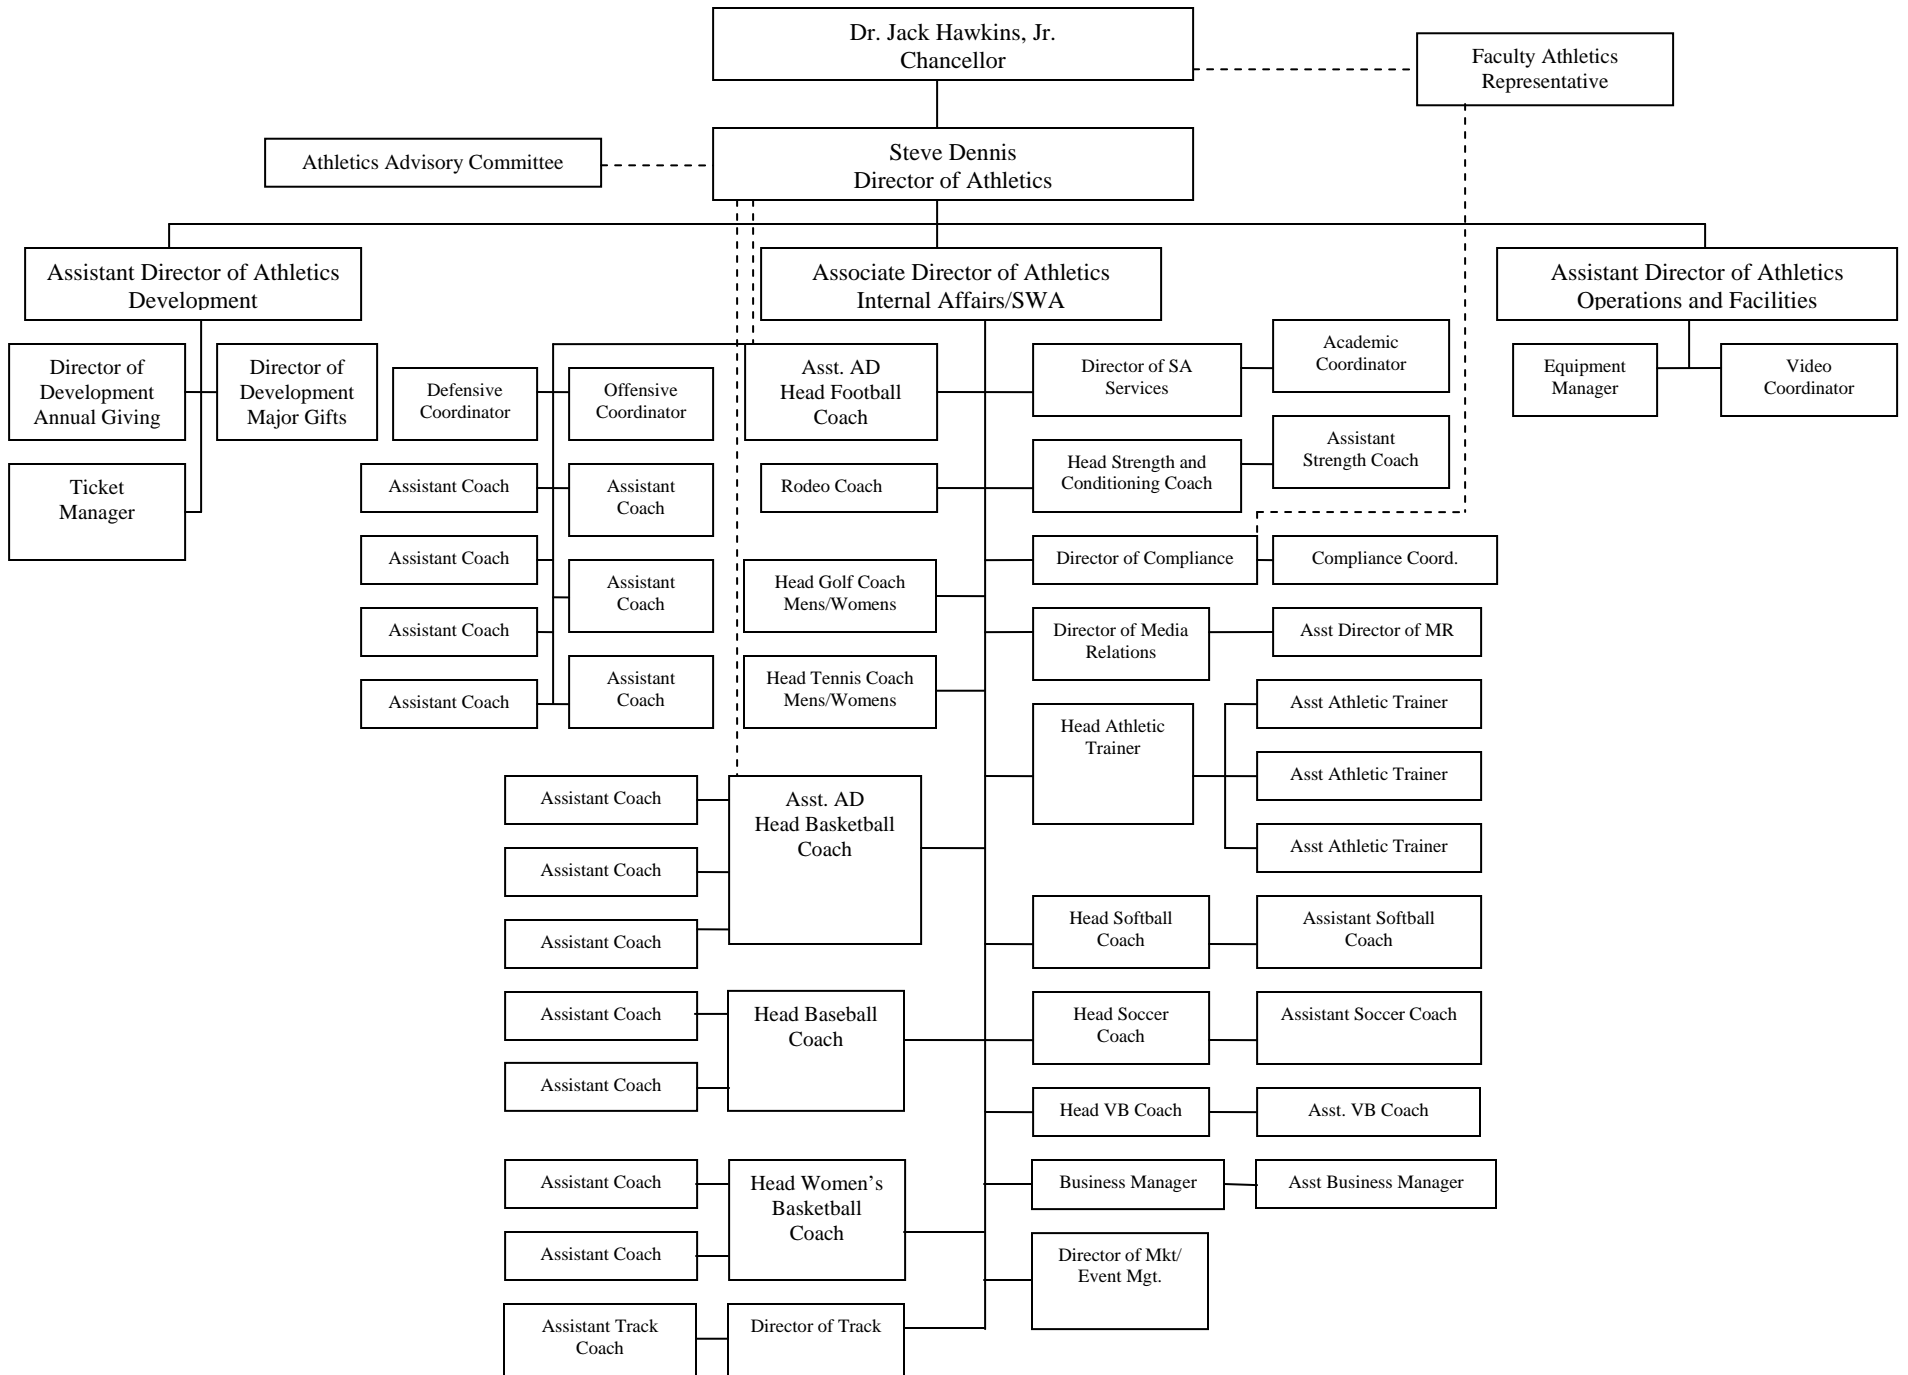 Dr. Jack Hawkins, Jr.
Chancellor
Faculty Athletics
Representative
Athletics Advisory Committee
Steve Dennis
Director of Athletics
Assistant Director of Athletics
Development
Associate Director of Athletics
Internal Affairs/SWA
Assistant Director of Athletics
Operations and Facilities
Director of
Development
Annual Giving
Director of
Development
Major Gifts
Ticket
Manager
Defensive
Coordinator
Offensive
Coordinator
Assistant Coach
Assistant
Coach
Assistant Coach
Assistant
Coach
Assistant Coach
Assistant Coach
Assistant
Coach
Asst. AD
Head Football
Coach
Rodeo Coach
Head Golf Coach
Mens/Womens
Head Tennis Coach
Mens/Womens
Director of SA
Services
Academic
Coordinator
Head Strength and
Conditioning Coach
Assistant
Strength Coach
Director of Compliance
Compliance Coord.
Director of Media
Relations
Asst Director of MR
Head Athletic
Trainer
Asst Athletic Trainer
Asst Athletic Trainer
Asst Athletic Trainer
Equipment
Manager
Video
Coordinator
Assistant Coach
Assistant Coach
Assistant Coach
Asst. AD
Head Basketball
Coach
Head Softball
Coach
Assistant Softball
Coach
Assistant Coach
Assistant Coach
Head Baseball
Coach
Head Soccer
Coach
Assistant Soccer Coach
Head VB Coach
Asst. VB Coach
Assistant Coach
Assistant Coach
Head Women’s
Basketball
Coach
Business Manager
Asst Business Manager
Director of Mkt/
Event Mgt.
Assistant Track
Coach
Director of Track